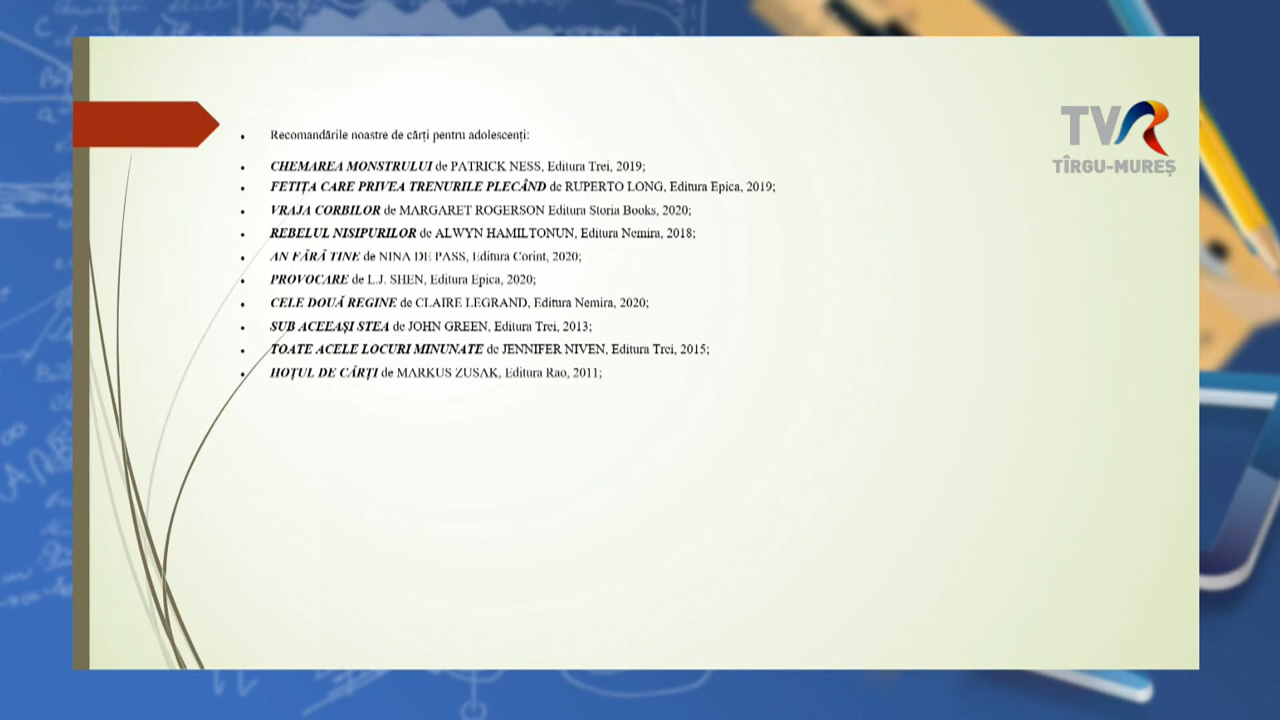 TVR
TÎRGU-MUREȘ
• Recomandările noastre de cărți pentru adolescenți:
• CHEMAREA MONSTRULUI de PATRICK NESS, Editura Trei, 2019;
• FETIȚA CARE PRIVEA TRENURILE PLECÂND de RUPERTO LONG, Editura Epica, 2019;
• VRAJA CORBILOR de MARGARET ROGERSON Editura Storia Books, 2020;
• REBELUL NISIPURILOR de ALWYN HAMILTONUN, Editura Nemira, 2018;
• AN FĂRĂ TINE de NINA DE PASS, Editura Corint, 2020;
• PROVOCARE de L.J. SHEN, Editura Epica, 2020;
• CELE DOUĂ REGINE de CLAIRE LEGRAND, Editura Nemira, 2020;
• SUB ACEEAȘI STEA de JOHN GREEN, Editura Trei, 2013;
• TOATE ACELE LOCURI MINUNATE de JENNIFER NIVEN, Editura Trei, 2015;
• HOȚUL DE CĂRȚI de MARKUS ZUSAK, Editura Rao, 2011;